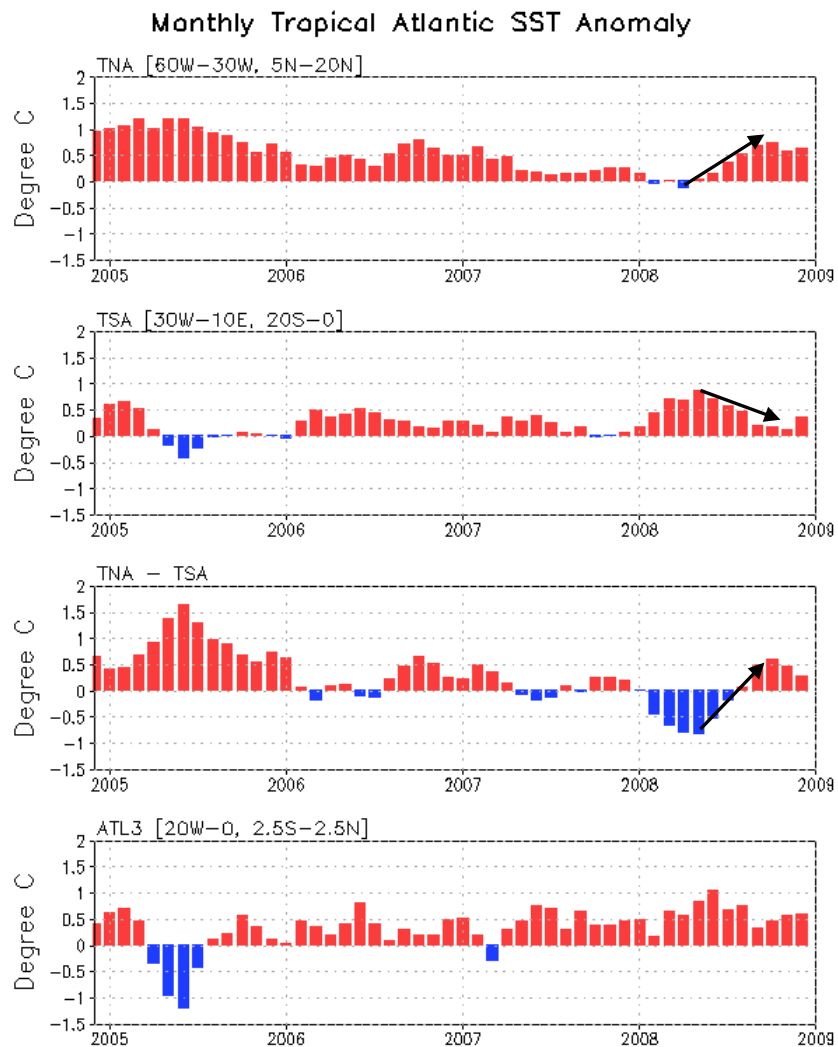 Monthly Tropical Atlantic SST Anomaly
TNA [60W-30W, 5N-20N]
Degree C
2
1.5
1
0.5
0
-0.5
-1
-1.5
2005 2006 2007 2008 2009
TSA [30W-10E, 20S-0]
Degree C
2
1.5
1
0.5
0
-0.5
-1
-1.5
2005 2006 2007 2008 2009
TNA - TSA
Degree C
2
1.5
1
0.5
0
-0.5
-1
-1.5
2005 2006 2007 2008 2009
ATL3 [20W-0, 2.5S-2.5N]
Degree C
2
1.5
1
0.5
0
-0.5
-1
-1.5
2005 2006 2007 2008 2009